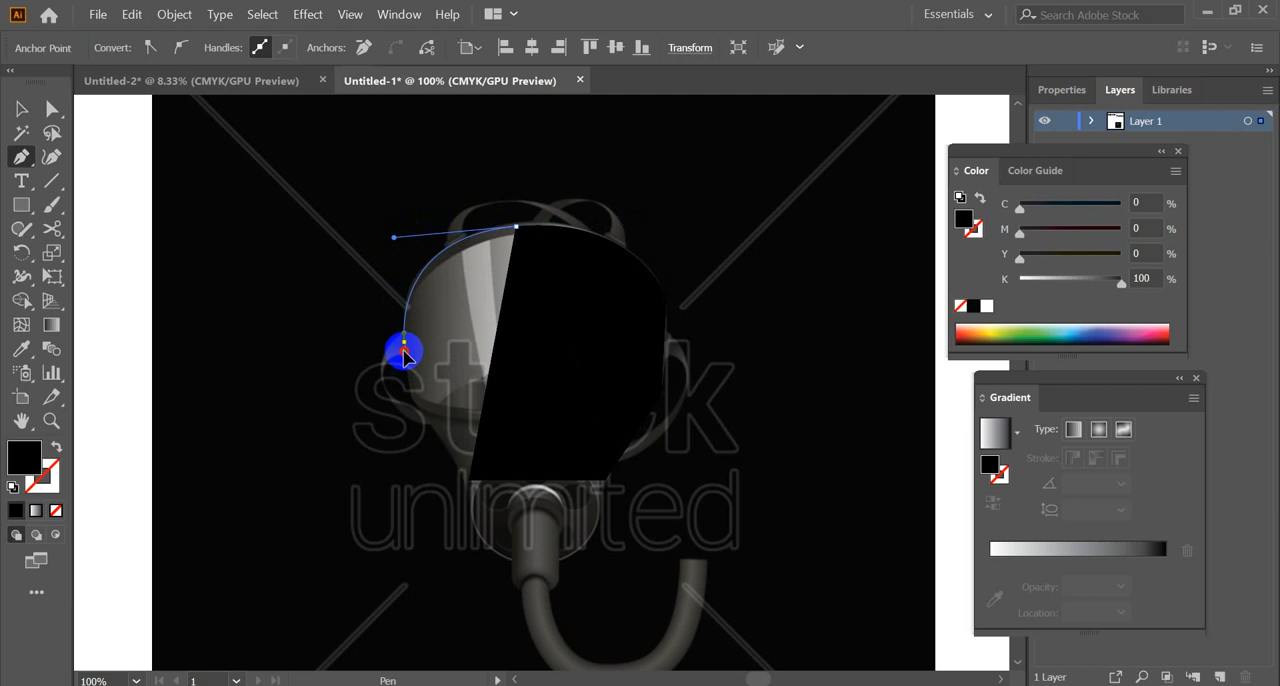 Ai File Edit Object Type Select Effect View Window Help Essentials Search Adobe Stock
Anchor Point Convert: Handles: Anchors: Transform
Untitled-2* @ 8.33% (CMYK/GPU Preview) Untitled-1* @ 100% (CMYK/GPU Preview) Properties Layers Libraries
Layer 1
Color Color Guide
C 0 %
M 0 %
Y 0 %
K 100 %
Gradient
Type:
Stroke:
stock
unlimited
Opacity:
Location:
100% 1 Pen 1 Layer